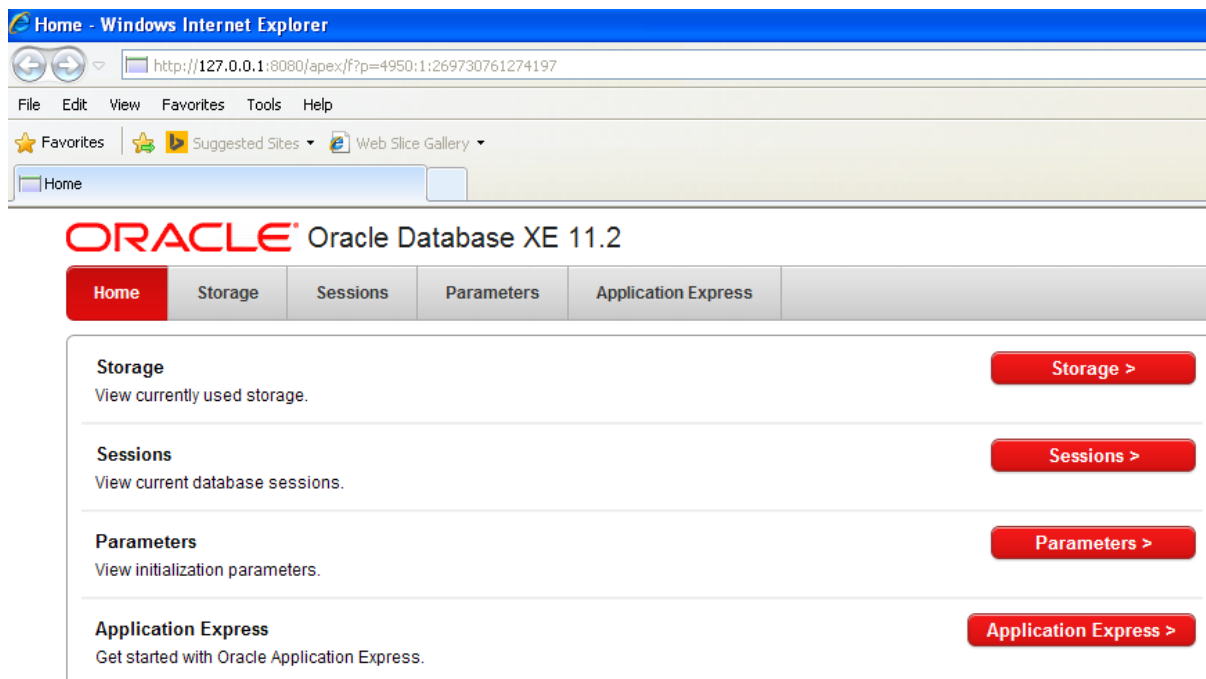 Home - Windows Internet Explorer
http://127.0.0.1:8080/apex/f?p=4950:1:269730761274197
File Edit View Favorites Tools Help
Favorites Suggested Sites Web Slice Gallery
Home
ORACLE Oracle Database XE 11.2
Home Storage Sessions Parameters Application Express
Storage Storage >
View currently used storage.
Sessions Sessions >
View current database sessions.
Parameters Parameters >
View initialization parameters.
Application Express Application Express >
Get started with Oracle Application Express.